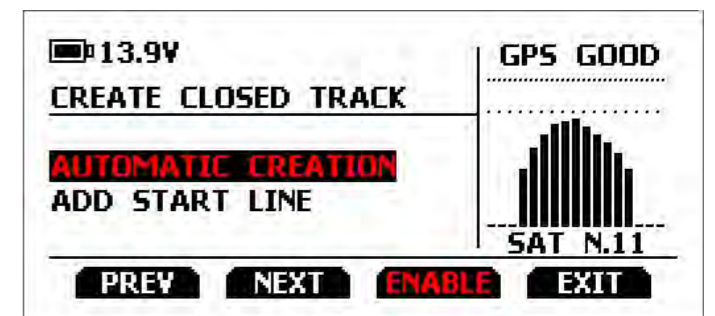 13.9V
GPS GOOD
CREATE CLOSED TRACK
AUTOMATIC CREATION
ADD START LINE
SAT N.11
PREV NEXT ENABLE EXIT